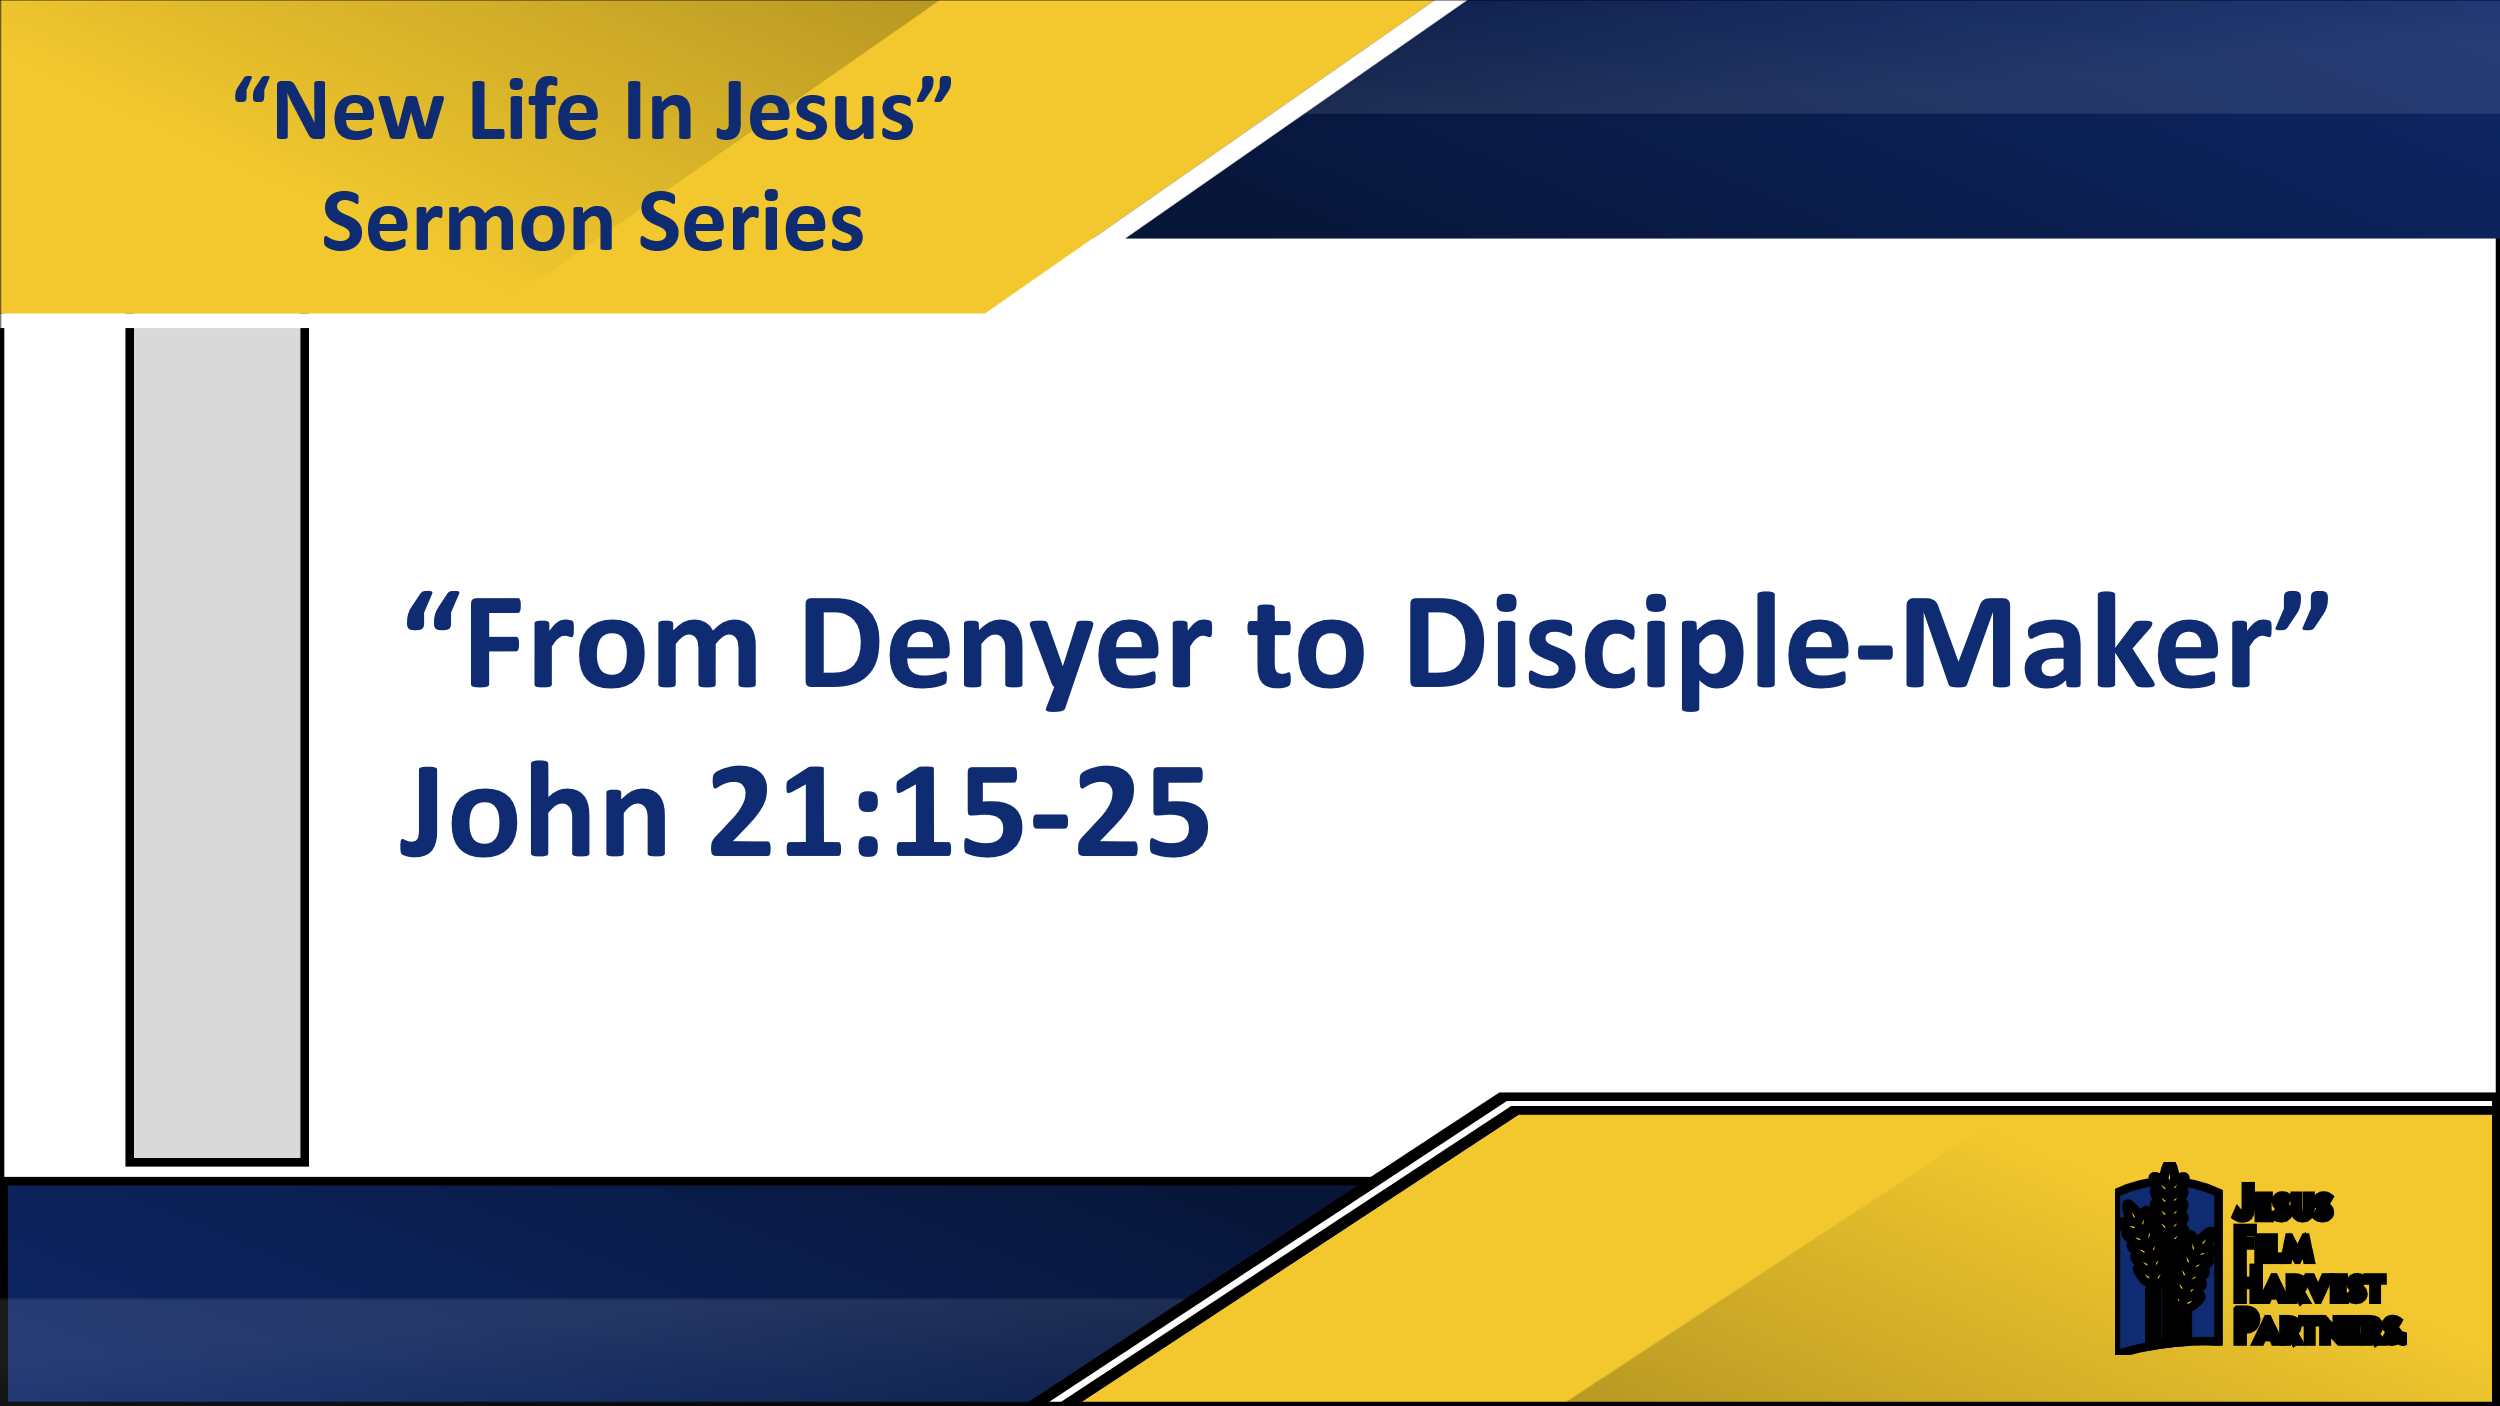 “New Life In Jesus”
Sermon Series
“From Denyer to Disciple-Maker”
John 21:15-25
Jesus
Film
Harvest
Partners